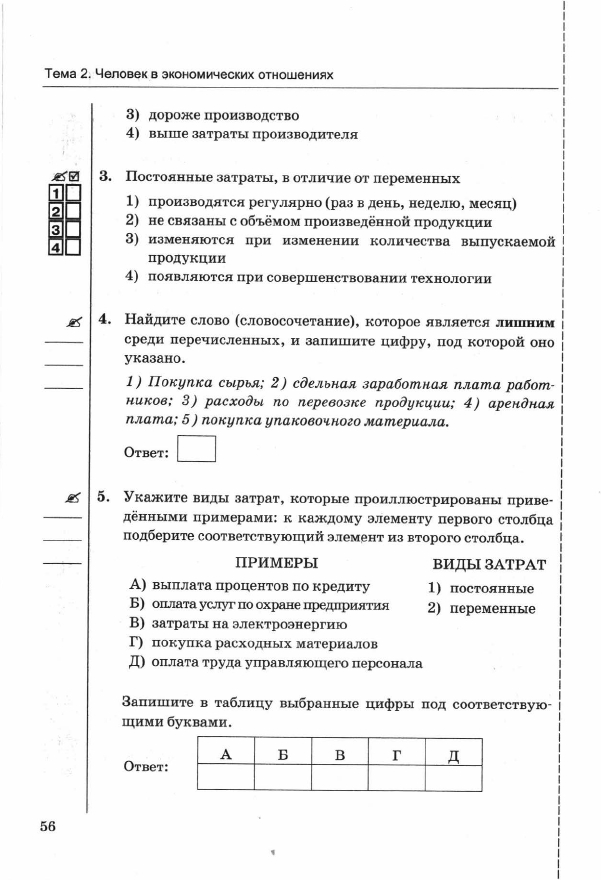 Тема 2. Человек в экономических отношениях
3) дороже производство
4) выше затраты производителя
3. Постоянные затраты, в отличие от переменных
1
2
3
4
1) производятся регулярно (раз в день, неделю, месяц)
2) не связаны с объёмом произведённой продукции
3) изменяются при изменении количества выпускаемой
продукции
4) появляются при совершенствовании технологии
4. Найдите слово (словосочетание), которое является лишним
среди перечисленных, и запишите цифру, под которой оно
указано.
1) Покупка сырья; 2) сдельная заработная плата работ-
ников; 3) расходы по перевозке продукции; 4) арендная
плата; 5) покупка упаковочного материала.
Ответ:
5. Укажите виды затрат, которые проиллюстрированы приве-
дёнными примерами: к каждому элементу первого столбца
подберите соответствующий элемент из второго столбца.
ПРИМЕРЫ ВИДЫ ЗАТРАТ
А) выплата процентов по кредиту 1) постоянные
Б) оплата услуг по охране предприятия 2) переменные
В) затраты на электроэнергию
Г) покупка расходных материалов
Д) оплата труда управляющего персонала
Запишите в таблицу выбранные цифры под соответствую-
щими буквами.
Ответ:
А Б В Г Д
56